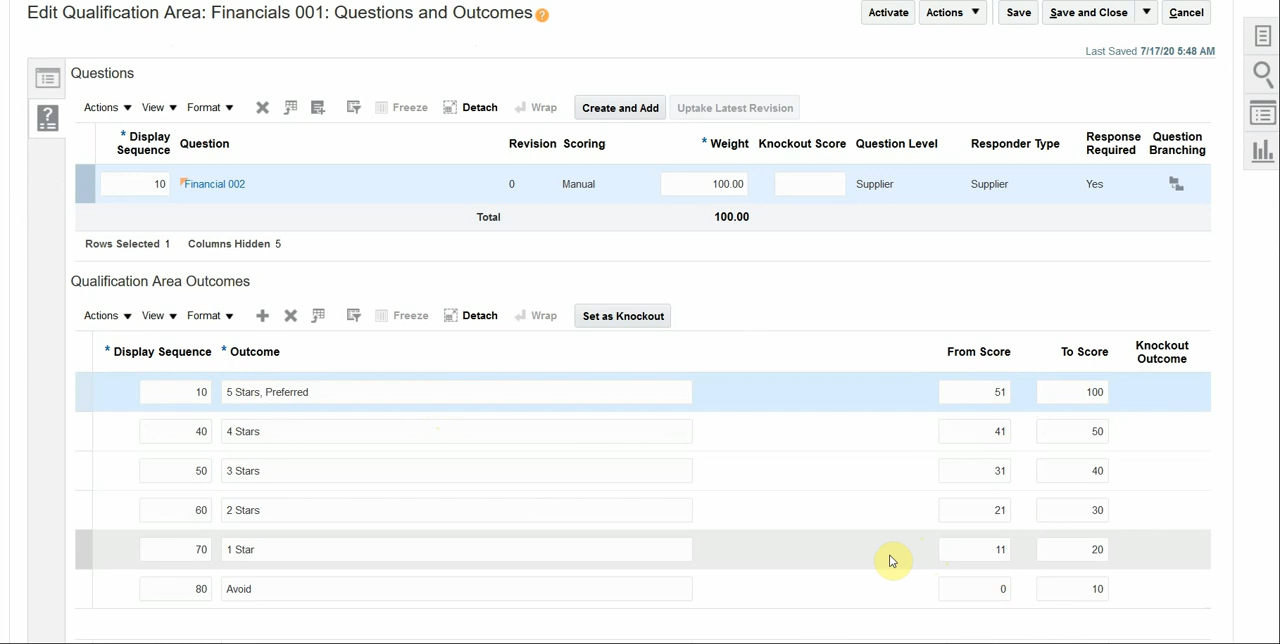 Edit Qualification Area: Financials 001: Questions and Outcomes ?
Activate Actions Save Save and Close Cancel
Last Saved 7/17/20 5:48 AM
Questions
Actions View Format Freeze Detach Wrap Create and Add Uptake Latest Revision
* Display Sequence Question Revision Scoring * Weight Knockout Score Question Level Responder Type Response Required Question Branching
10 Financial 002 0 Manual 100.00 Supplier Supplier Yes
Total 100.00
Rows Selected 1 Columns Hidden 5
Qualification Area Outcomes
Actions View Format Freeze Detach Wrap Set as Knockout
* Display Sequence * Outcome From Score To Score Knockout Outcome
10 5 Stars, Preferred 51 100
40 4 Stars 41 50
50 3 Stars 31 40
60 2 Stars 21 30
70 1 Star 11 20
80 Avoid 0 10